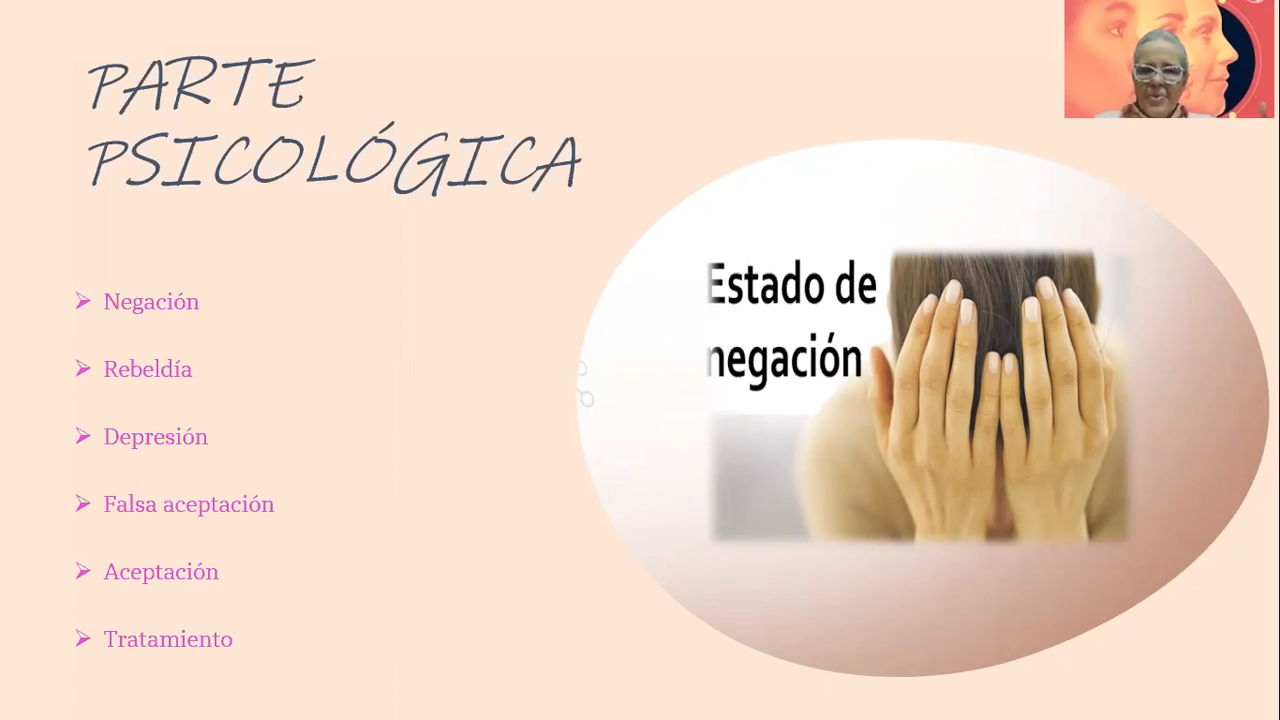 PARTE
PSICOLÓGICA
Negación
Rebeldía
Depresión
Falsa aceptación
Aceptación
Tratamiento
Estado de
negación